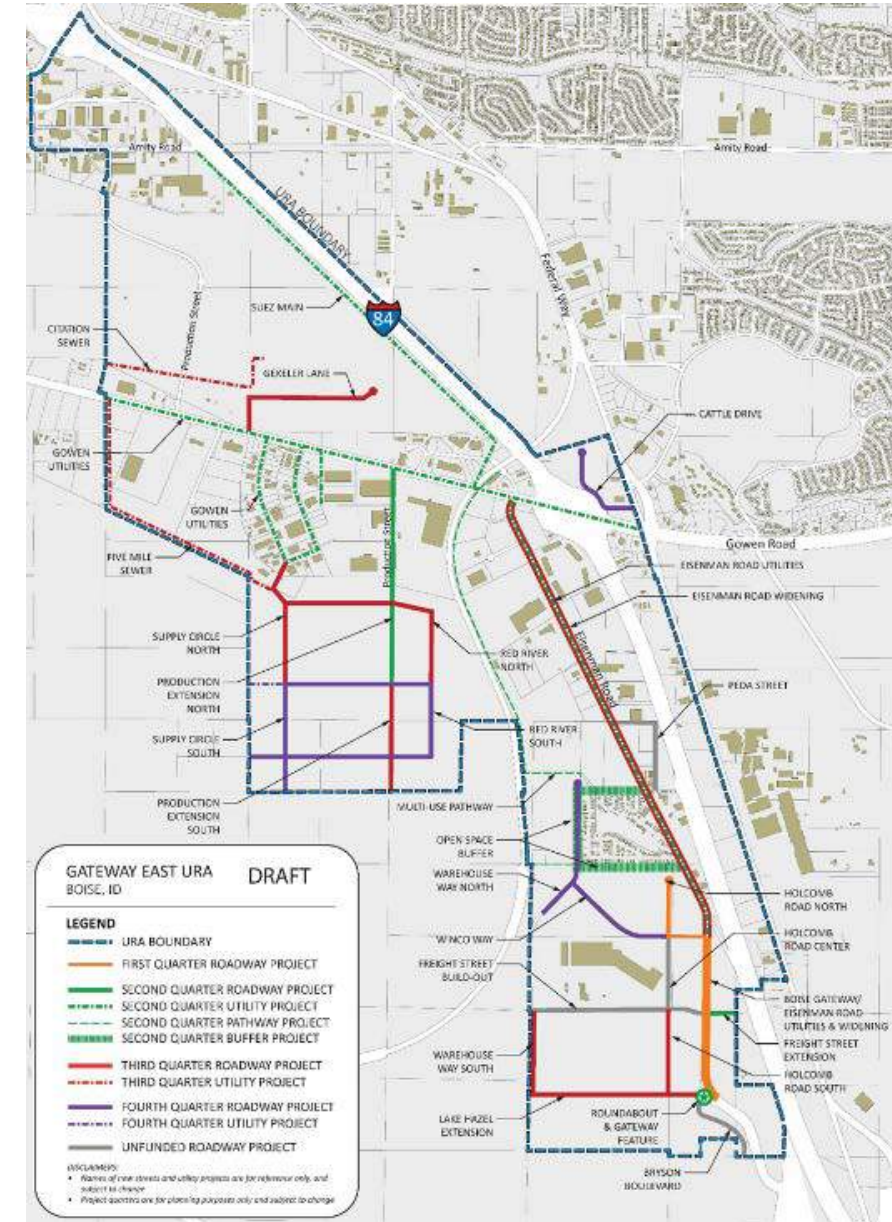 Amity Road
Amity Road
URA BOUNDARY
Federal Way
Production Street
SUEZ MAIN
84
CITATION
SEWER
GEKELER LANE
CATTLE DRIVE
GOWEN
UTILITIES
GOWEN
UTILITIES
Production Street
Gowen Road
FIVE MILE
SEWER
EISENMAN ROAD UTILITIES
EISENMAN ROAD WIDENING
Eisenman Road
SUPPLY CIRCLE
NORTH
RED RIVER
NORTH
PRODUCTION
EXTENSION
NORTH
PEDA STREET
SUPPLY CIRCLE
SOUTH
RED RIVER
SOUTH
PRODUCTION
EXTENSION
SOUTH
MULTI-USE PATHWAY
OPEN SPACE
BUFFER
WAREHOUSE
WAY NORTH
HOLCOMB
ROAD NORTH
WINCO WAY
HOLCOMB
ROAD CENTER
FREIGHT STREET
BUILD-OUT
BOISE GATEWAY/
EISENMAN ROAD
UTILITIES & WIDENING
FREIGHT STREET
EXTENSION
WAREHOUSE
WAY SOUTH
HOLCOMB
ROAD SOUTH
LAKE HAZEL
EXTENSION
ROUNDABOUT
& GATEWAY
FEATURE
BRYSON
BOULEVARD
GATEWAY EAST URA DRAFT
BOISE, ID
LEGEND
URA BOUNDARY
FIRST QUARTER ROADWAY PROJECT
SECOND QUARTER ROADWAY PROJECT
SECOND QUARTER UTILITY PROJECT
SECOND QUARTER PATHWAY PROJECT
SECOND QUARTER BUFFER PROJECT
THIRD QUARTER ROADWAY PROJECT
THIRD QUARTER UTILITY PROJECT
FOURTH QUARTER ROADWAY PROJECT
FOURTH QUARTER UTILITY PROJECT
UNFUNDED ROADWAY PROJECT
DISCLAIMERS:
• Names of new streets and utility projects are for reference only, and
subject to change
• Project quarters are for planning purposes only and subject to change